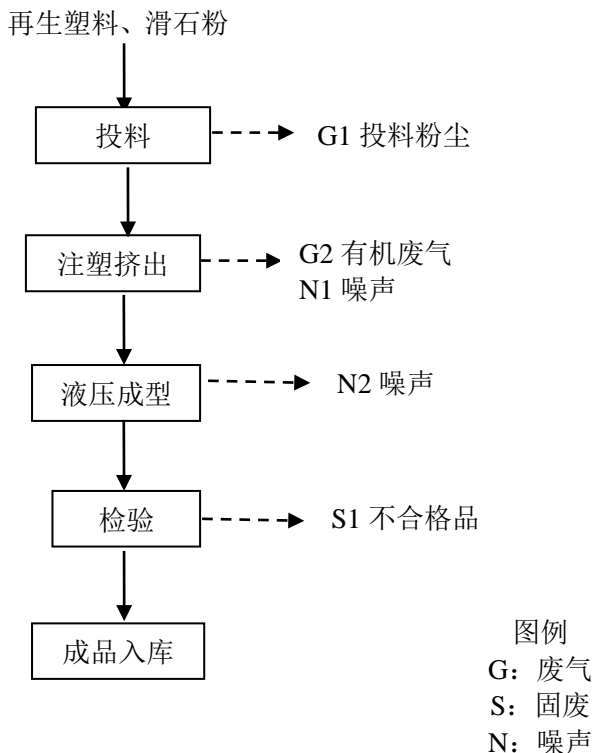 再生塑料、滑石粉
投料
G1 投料粉尘
注塑挤出
G2 有机废气
N1 噪声
液压成型
N2 噪声
检验
S1 不合格品
成品入库
图例
G：废气
S：固废
N：噪声